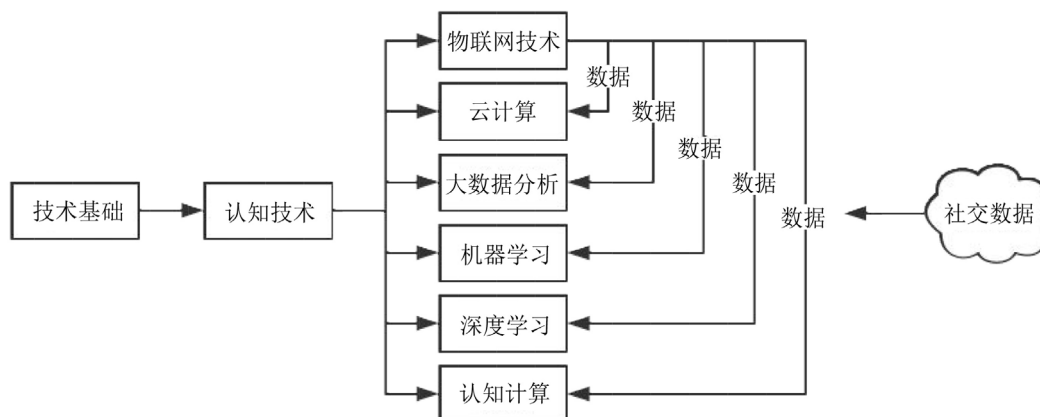 物联网技术
数据
云计算
数据
数据
大数据分析
数据
技术基础
认知技术
数据
社交数据
机器学习
深度学习
认知计算